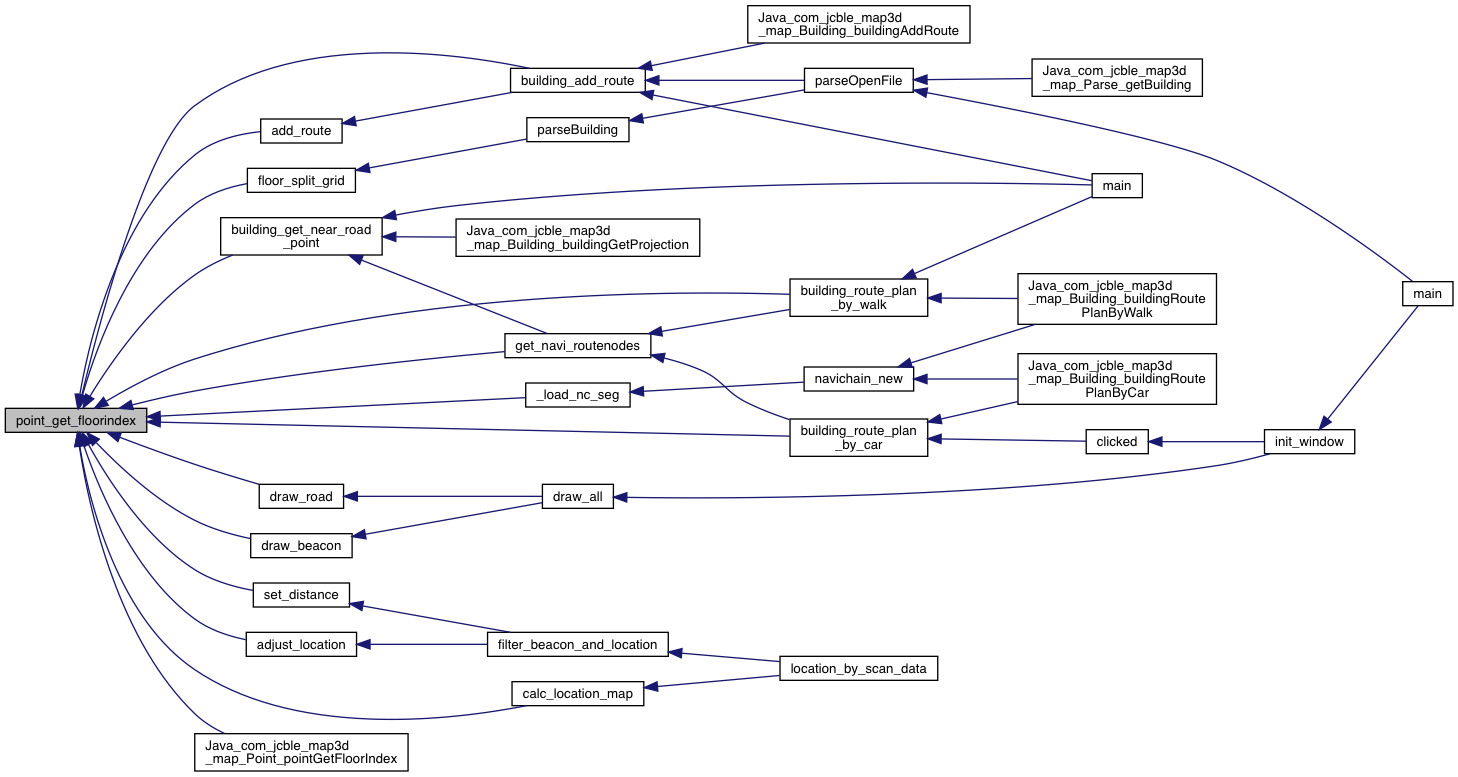 Java_com_jcble_map3d
_map_Building_buildingAddRoute
building_add_route
parseOpenFile
Java_com_jcble_map3d
_map_Parse_getBuilding
add_route
parseBuilding
floor_split_grid
main
building_get_near_road
_point
Java_com_jcble_map3d
_map_Building_buildingGetProjection
building_route_plan
_by_walk
Java_com_jcble_map3d
_map_Building_buildingRoute
PlanByWalk
main
get_navi_routenodes
_load_nc_seg
navichain_new
Java_com_jcble_map3d
_map_Building_buildingRoute
PlanByCar
point_get_floorindex
building_route_plan
_by_car
clicked
init_window
draw_road
draw_all
draw_beacon
set_distance
adjust_location
filter_beacon_and_location
location_by_scan_data
calc_location_map
Java_com_jcble_map3d
_map_Point_pointGetFloorIndex